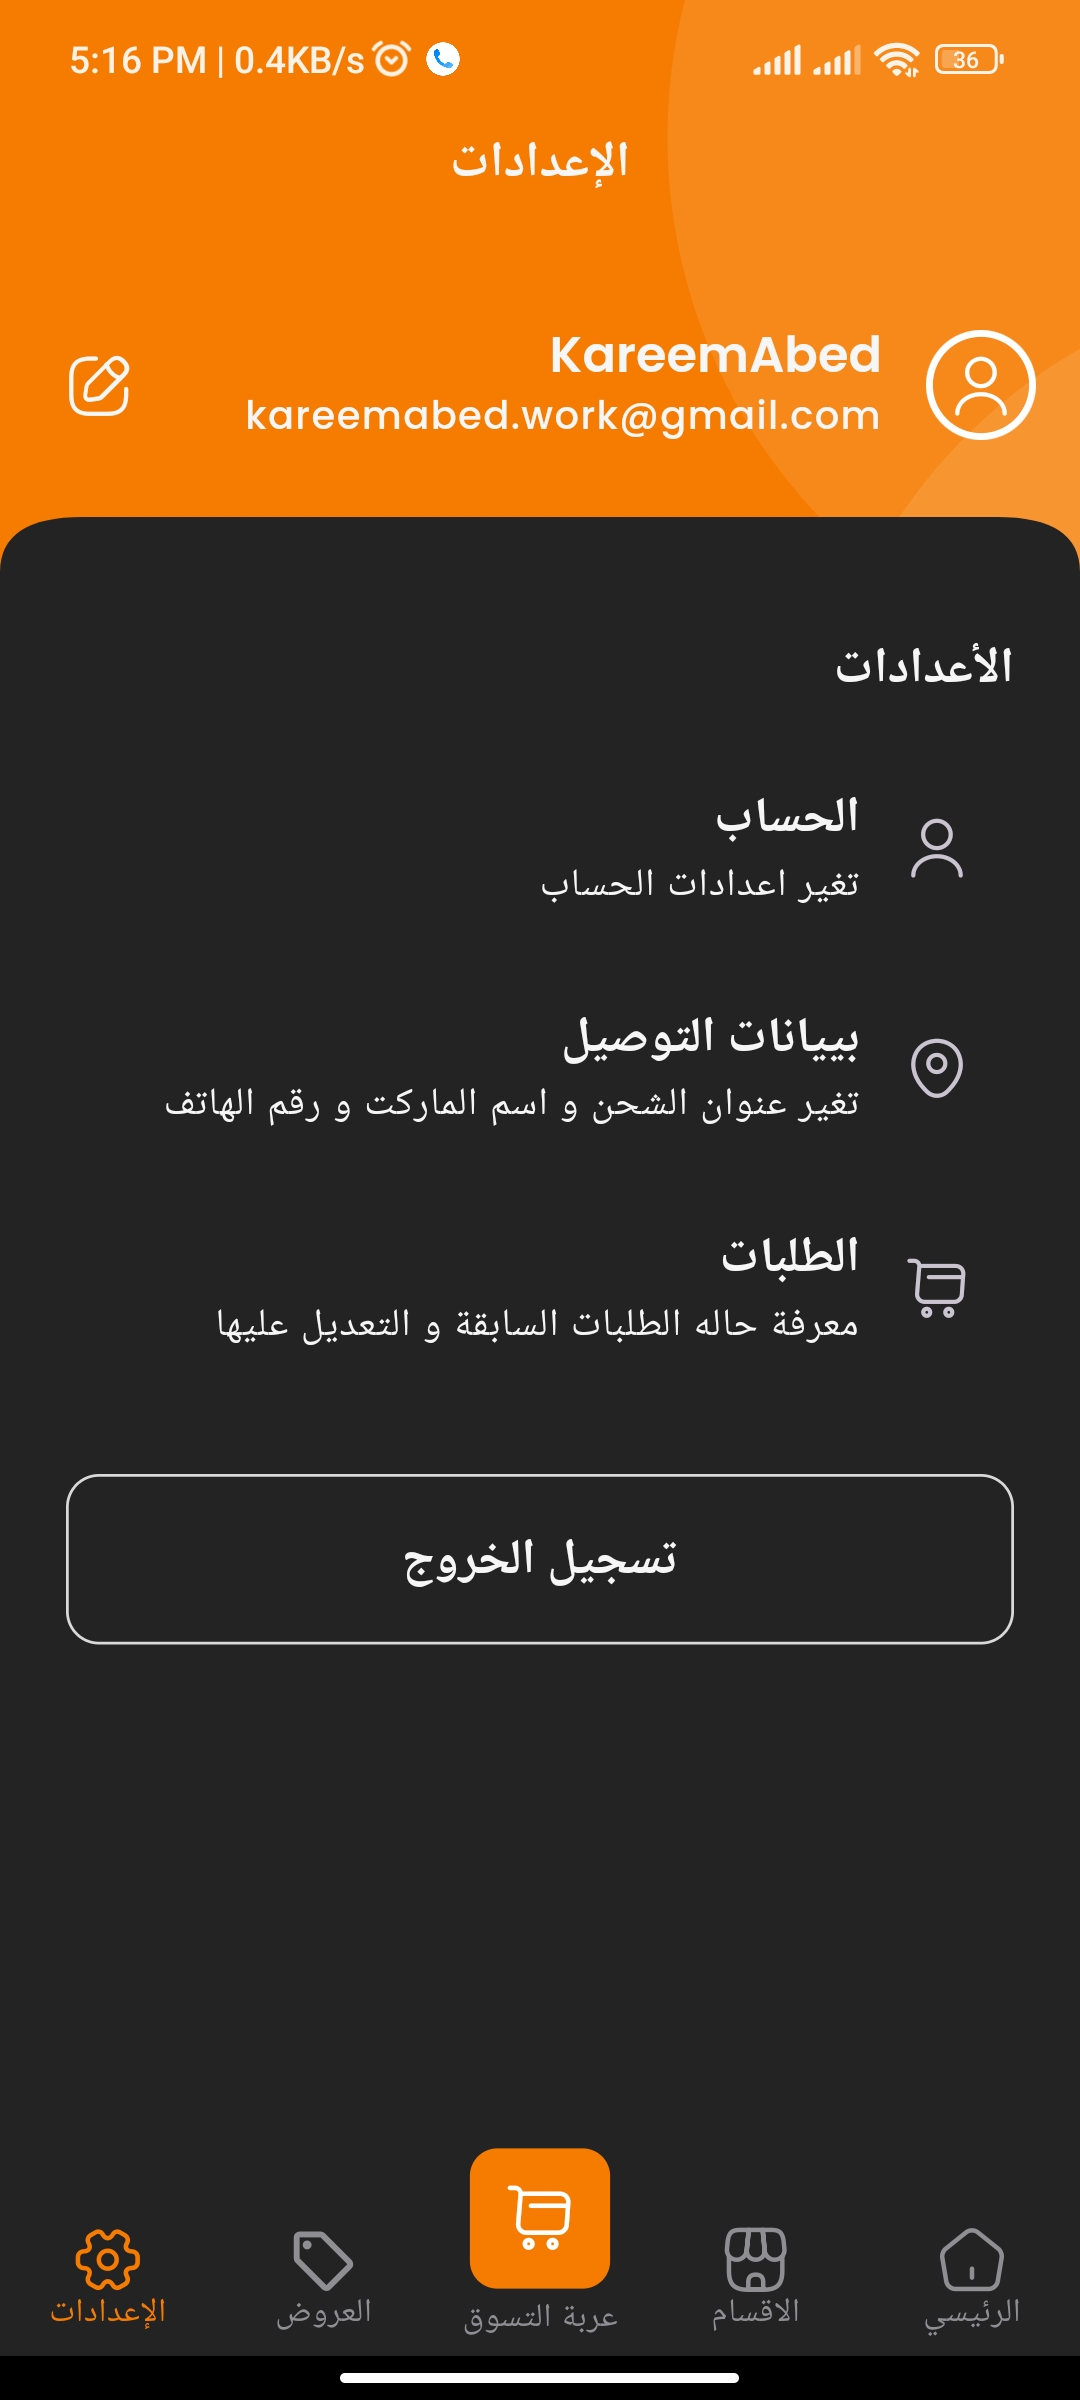 5:16 PM | 0.4KB/s
36
الإعدادات
KareemAbed
kareemabed.work@gmail.com
الأعدادات
الحساب
تغير اعدادات الحساب
بييانات التوصيل
تغير عنوان الشحن و اسم الماركت و رقم الهاتف
الطلبات
معرفة حاله الطلبات السابقة و التعديل عليها
تسجيل الخروج
الرئيسي
الاقسام
عربة التسوق
العروض
الإعدادات